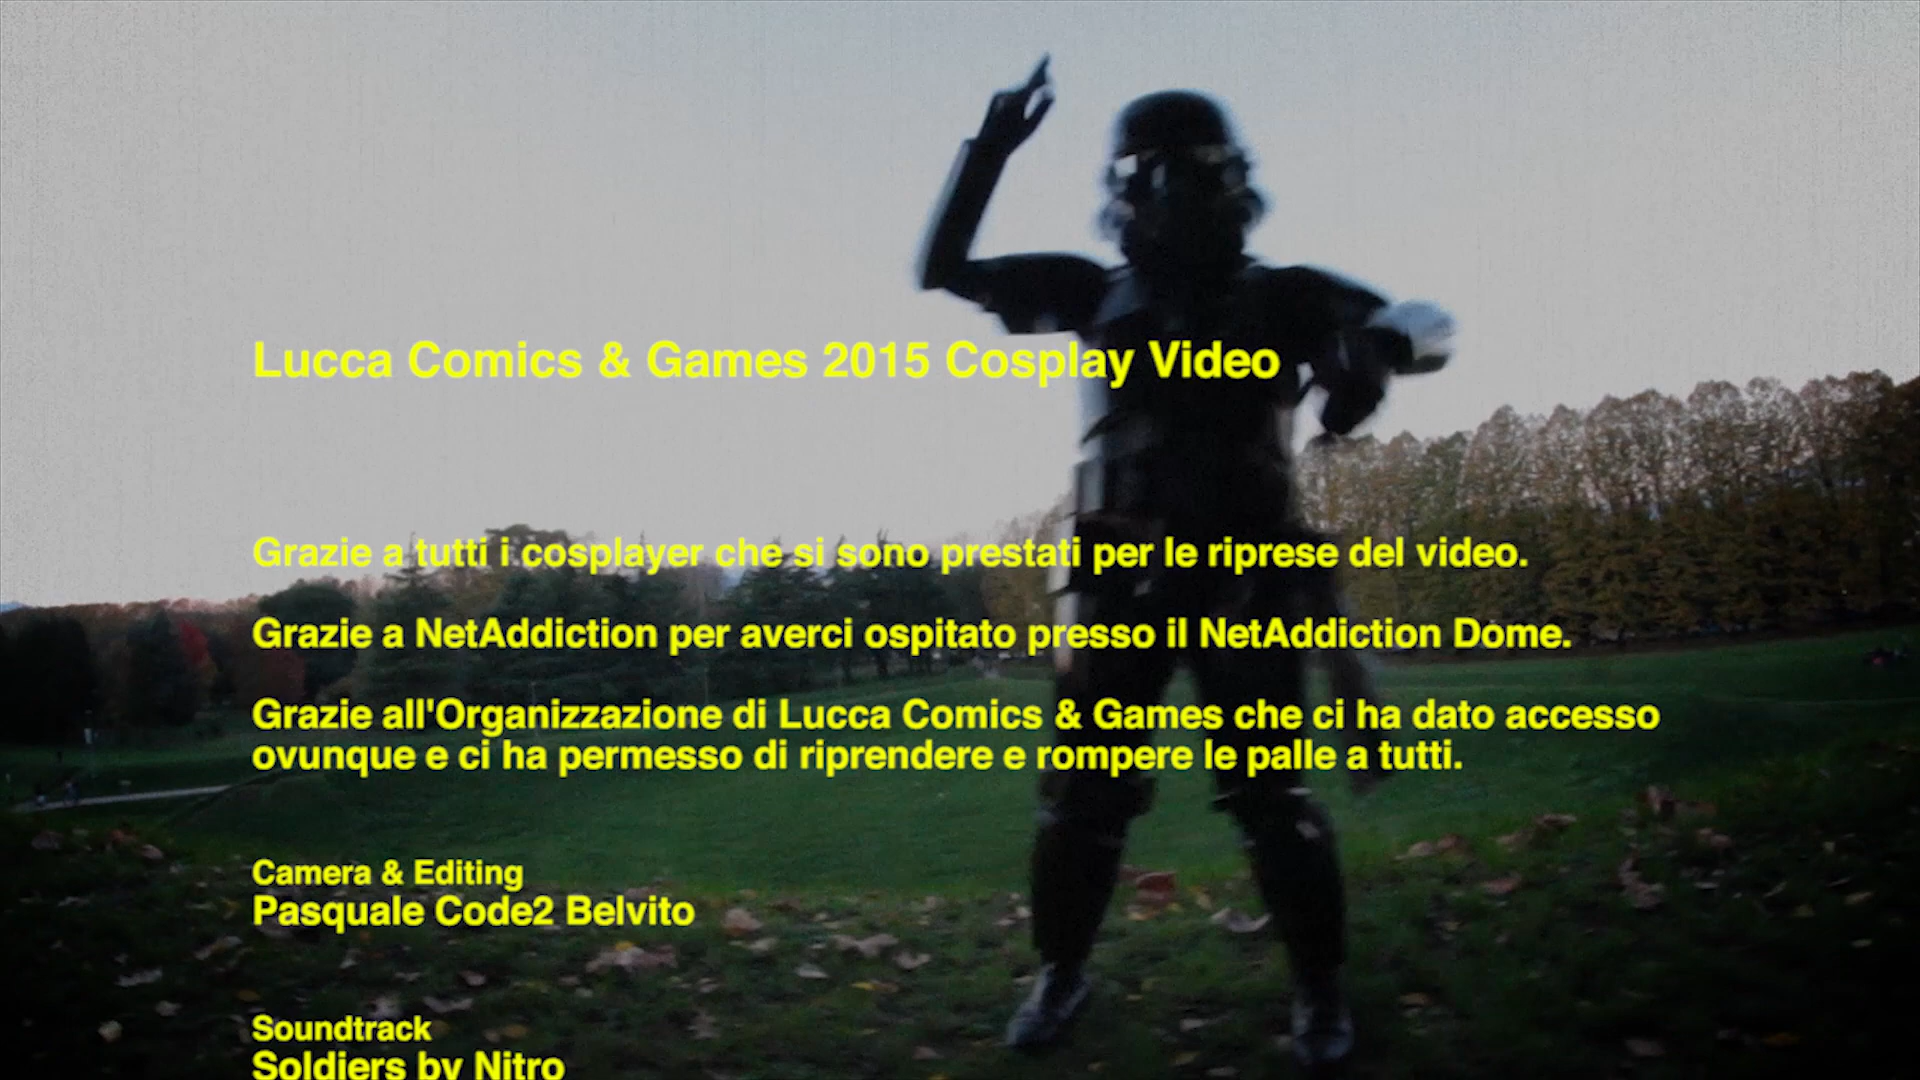 Lucca Comics & Games 2015 Cosplay Video
Grazie a tutti i cosplayer che si sono prestati per le riprese del video.
Grazie a NetAddiction per averci ospitato presso il NetAddiction Dome.
Grazie all'Organizzazione di Lucca Comics & Games che ci ha dato accesso
ovunque e ci ha permesso di riprendere e rompere le palle a tutti.
Camera & Editing
Pasquale Code2 Belvito
Soundtrack
Soldiers by Nitro